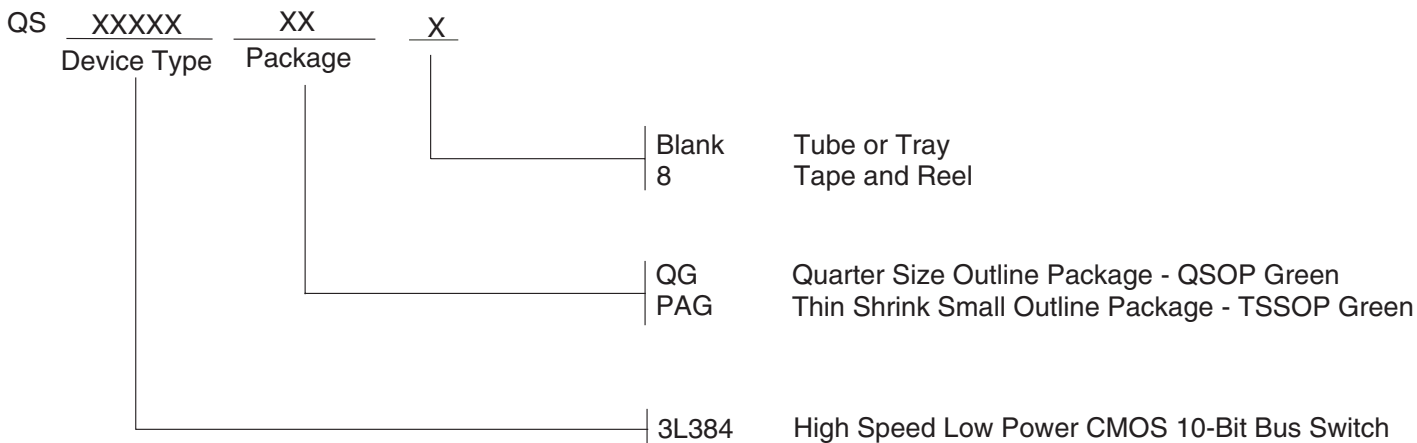 QS XXXXX XX X
Device Type Package
Blank Tube or Tray
8 Tape and Reel
QG Quarter Size Outline Package - QSOP Green
PAG Thin Shrink Small Outline Package - TSSOP Green
3L384 High Speed Low Power CMOS 10-Bit Bus Switch